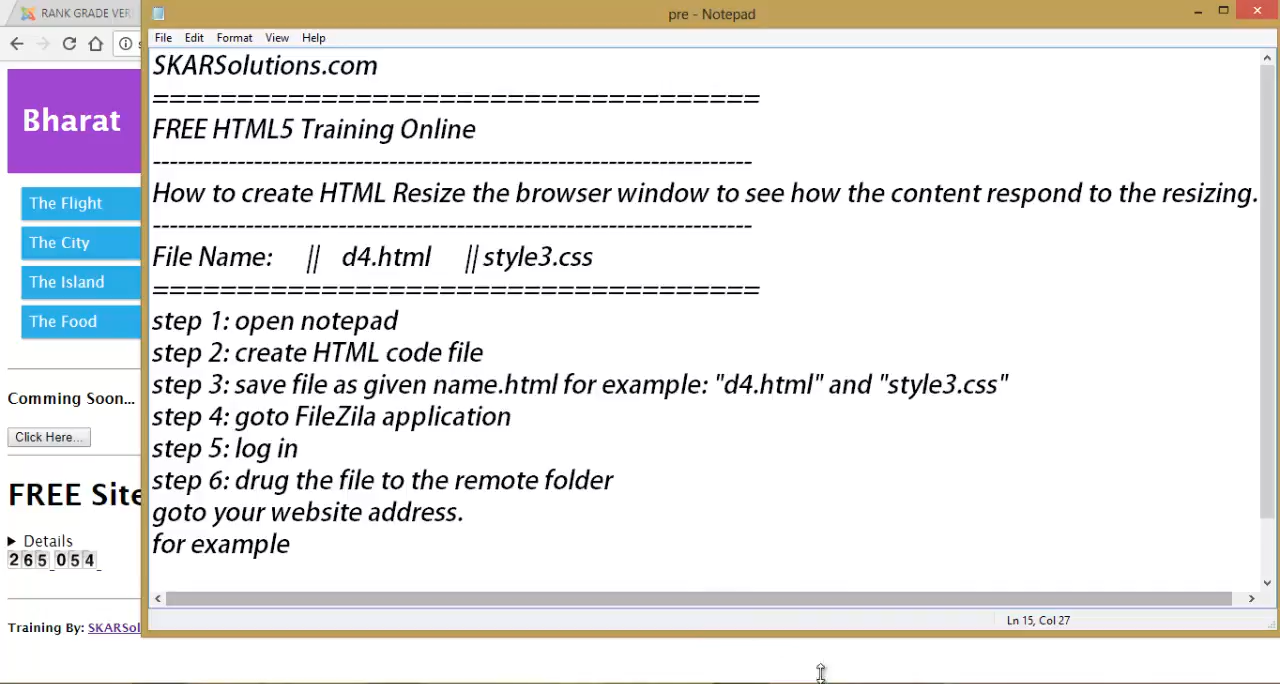 RANK GRADE VER
pre - Notepad
File Edit Format View Help
SKARSolutions.com
====================================
FREE HTML5 Training Online
-----------------------------------------------------------------------
How to create HTML Resize the browser window to see how the content respond to the resizing.
-----------------------------------------------------------------------
File Name: || d4.html || style3.css
====================================
step 1: open notepad
step 2: create HTML code file
step 3: save file as given name.html for example: "d4.html" and "style3.css"
step 4: goto FileZila application
step 5: log in
step 6: drug the file to the remote folder
goto your website address.
for example
Ln 15, Col 27
Bharat
The Flight
The City
The Island
The Food
Comming Soon...
Click Here...
FREE Site
Details
265,054
Training By: SKARSol